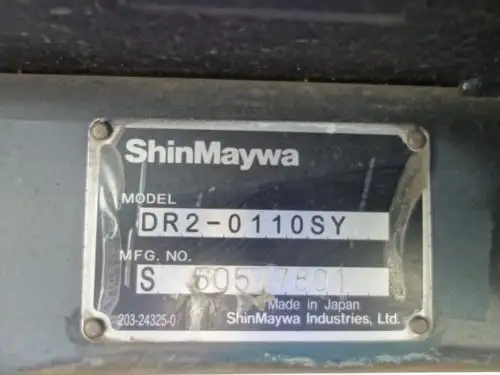 ShinMaywa
MODEL
DR2-0110SY
MFG. NO.
S
Made in Japan
203-24325-0
ShinMaywa Industries, Ltd.